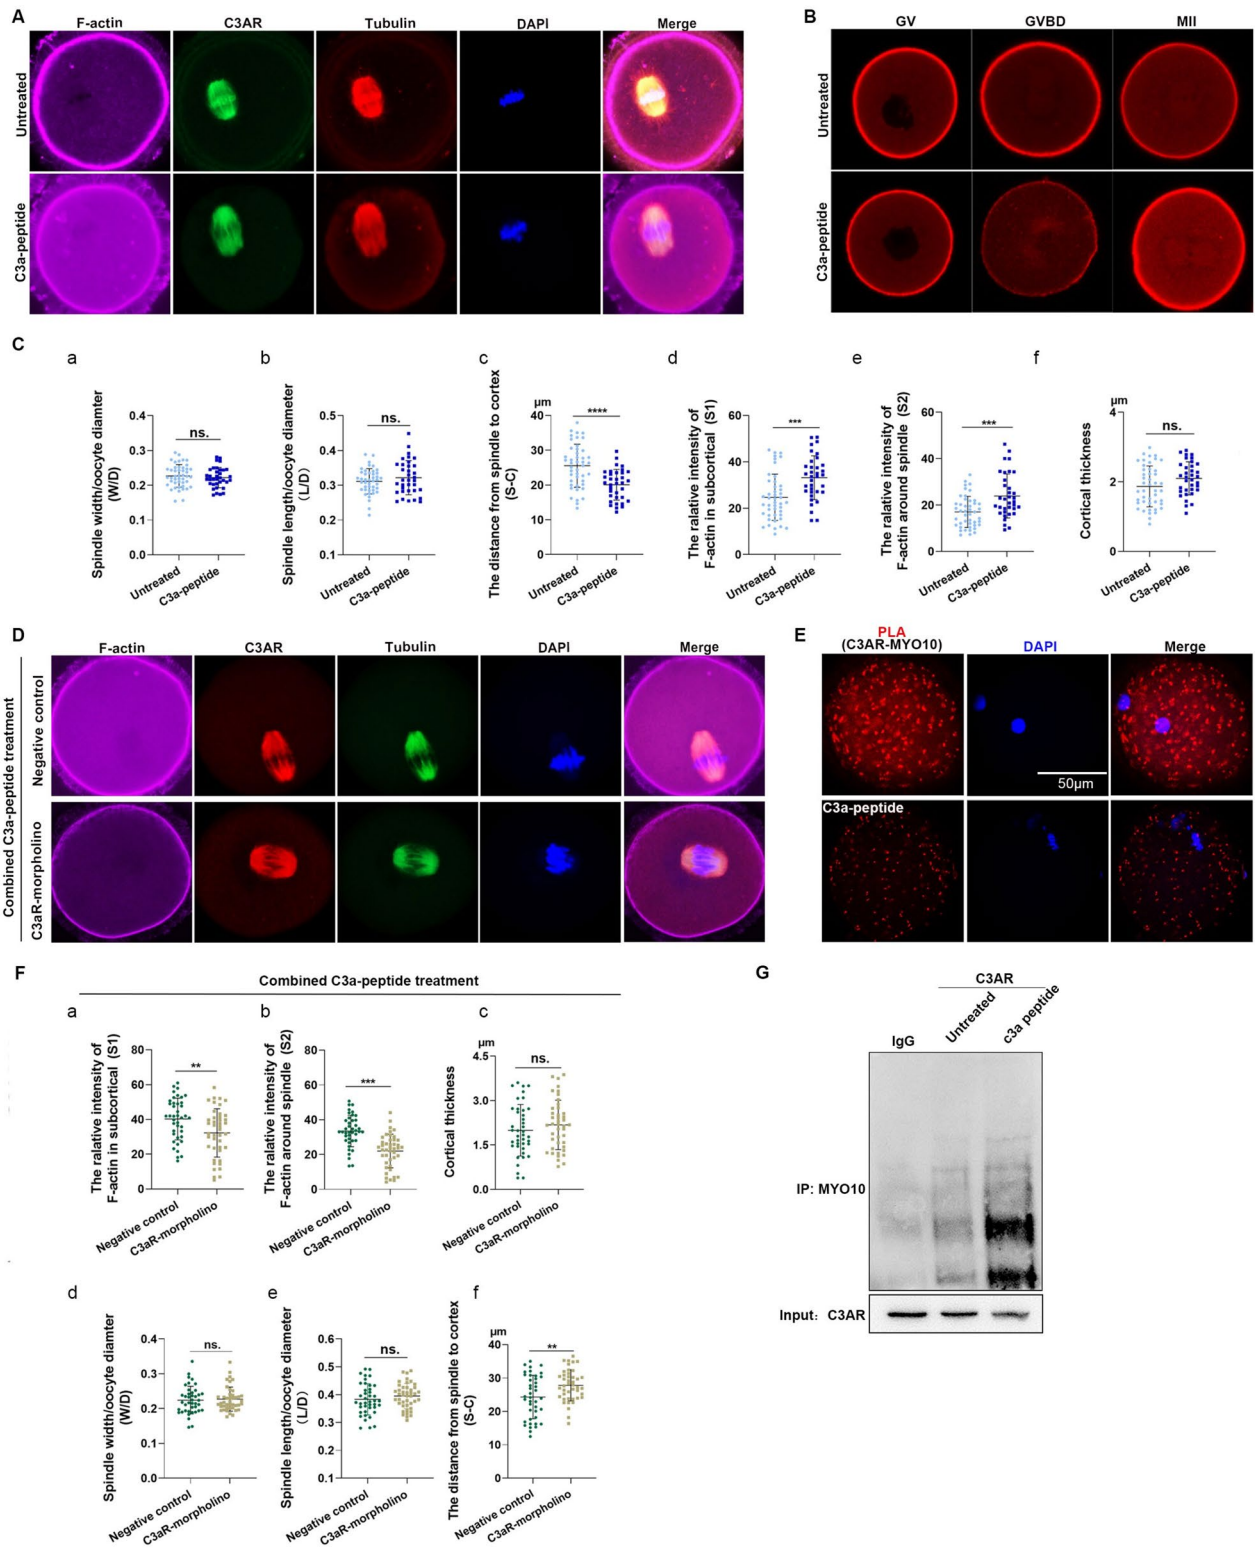 A
F-actin
C3AR
Tubulin
DAPI
Merge
Untreated
C3a-peptide
B
GV
GVBD
MII
Untreated
C3a-peptide
C
a
Spindle width/oocyte diamter
(W/D)
0.4
0.3
0.2
0.1
0.0
ns.
Untreated
C3a-peptide
b
Spindle length/oocyte diameter
(L/D)
0.5
0.4
0.3
0.2
0.1
ns.
Untreated
C3a-peptide
c
The distance from spindle to cortex
(S-C)
µm
40
30
20
10
0
****
Untreated
C3a-peptide
d
The ralative intensity of
F-actin in subcortical (S1)
60
40
20
0
***
Untreated
C3a-peptide
e
The ralative intensity of
F-actin around spindle (S2)
60
40
20
0
***
Untreated
C3a-peptide
f
Cortical thickness
µm
4
2
0
ns.
Untreated
C3a-peptide
D
Combined C3a-peptide treatment
F-actin
C3AR
Tubulin
DAPI
Merge
Negative control
C3aR-morpholino
E
PLA
(C3AR-MYO10)
DAPI
Merge
50µm
C3a-peptide
F
Combined C3a-peptide treatment
a
The ralative intensity of
F-actin in subcortical (S1)
80
60
40
20
0
**
Negative control
C3aR-morpholino
b
The ralative intensity of
F-actin around spindle (S2)
80
60
40
20
0
***
Negative control
C3aR-morpholino
c
Cortical thickness
µm
4.5
3.0
1.5
0.0
ns.
Negative control
C3aR-morpholino
d
Spindle width/oocyte diameter
(W/D)
0.4
0.3
0.2
0.1
0.0
ns.
Negative control
C3aR-morpholino
e
Spindle length/oocyte diameter
(L/D)
0.6
0.5
0.4
0.3
0.2
0.1
ns.
Negative control
C3aR-morpholino
f
The distance from spindle to cortex
(S-C)
µm
40
30
20
10
0
**
Negative control
C3aR-morpholino
G
C3AR
IgG
Untreated
c3a peptide
IP: MYO10
Input: C3AR